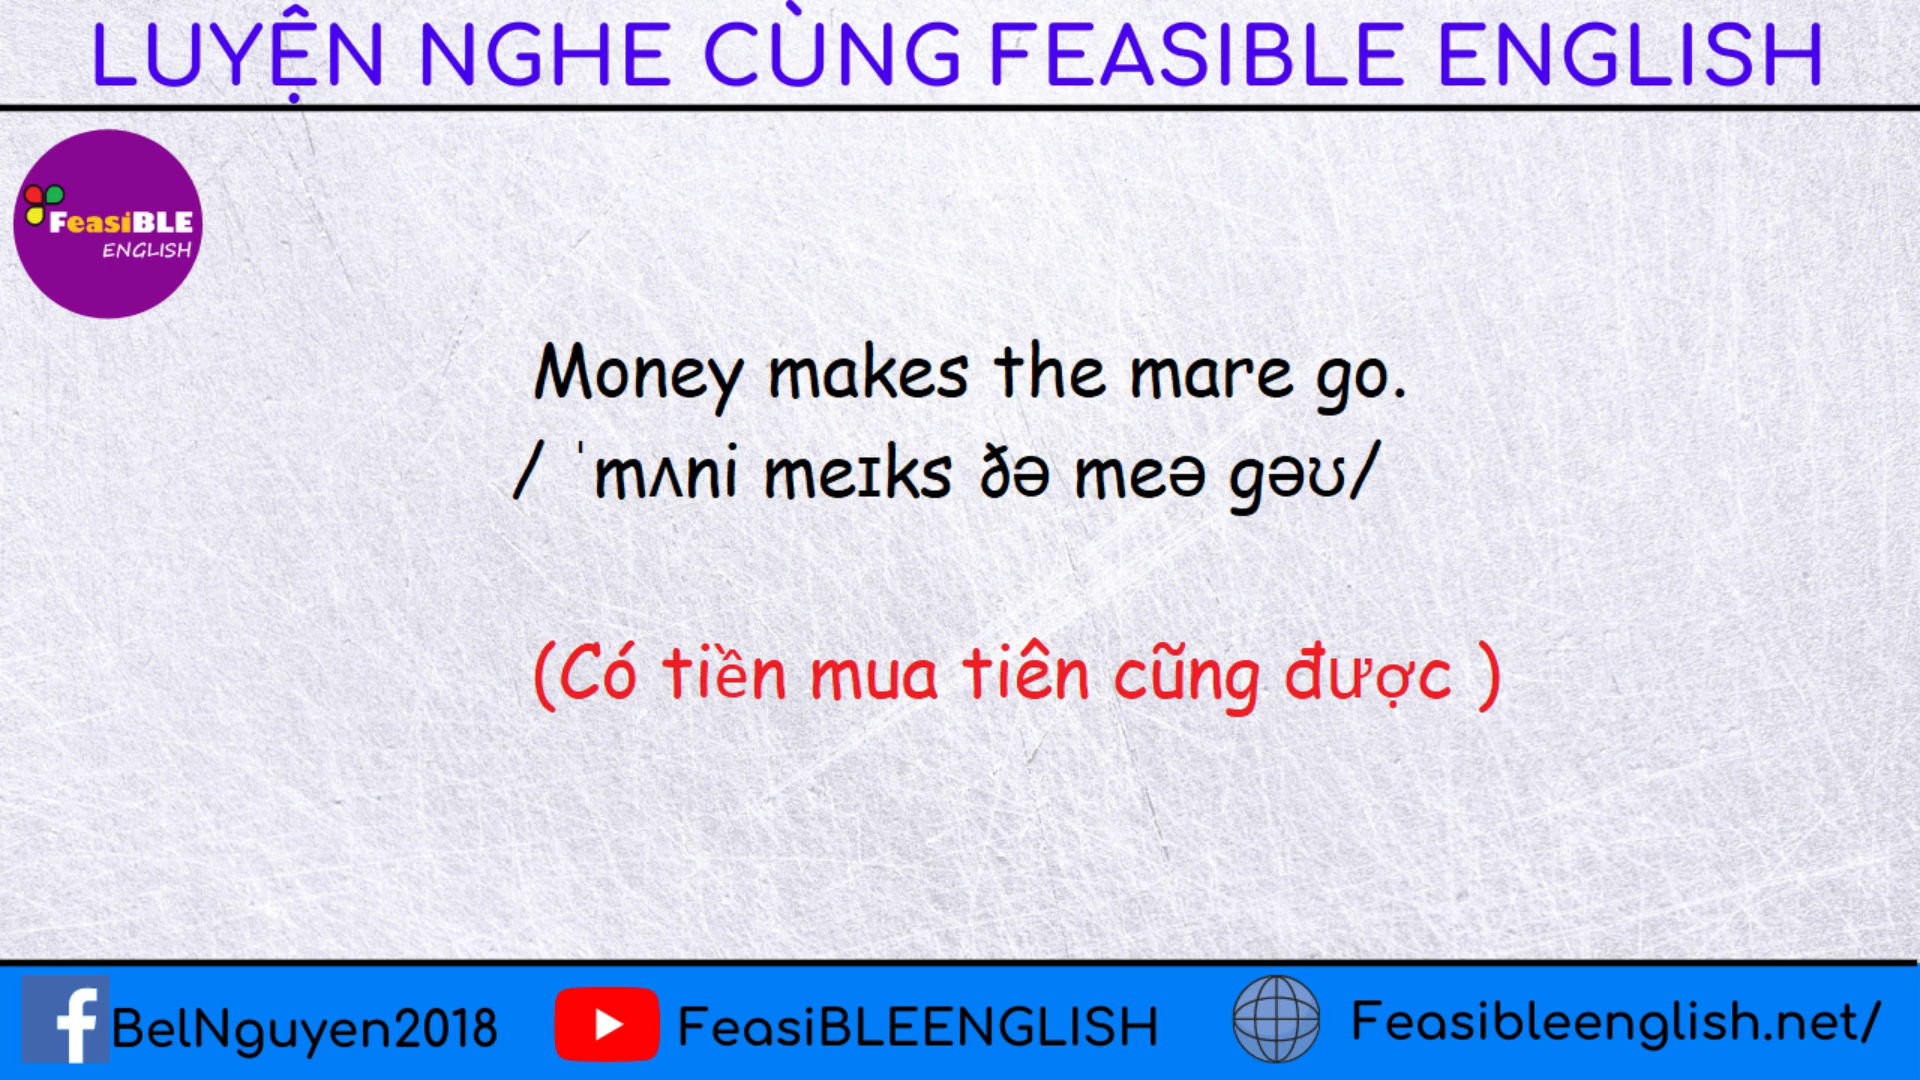 LUYỆN NGHE CÙNG FEASIBLE ENGLISH
FeasiBLE
ENGLISH
Money makes the mare go.
/ ˈmʌni meɪks ðə meə gəʊ/
(Có tiền mua tiên cũng được )
BelNguyen2018
FeasiBLEENGLISH
Feasibleenglish.net/